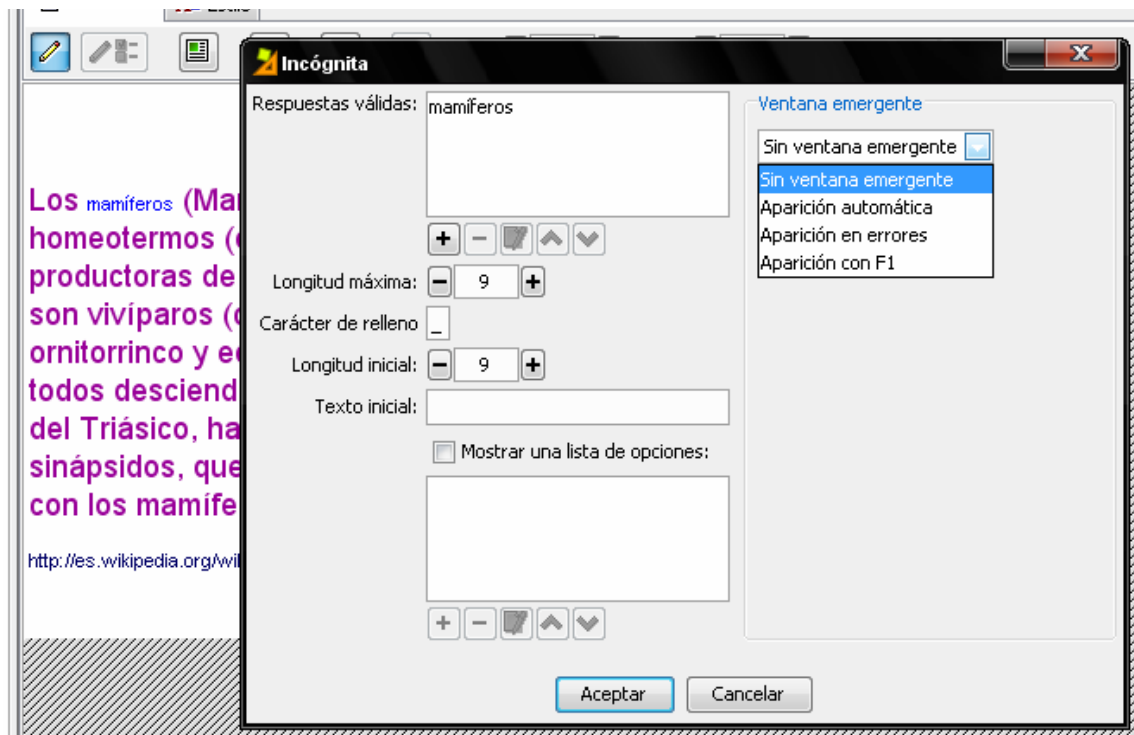 Estilo
Incógnita
Respuestas válidas:
mamíferos
Ventana emergente
Sin ventana emergente
Sin ventana emergente
Aparición automática
Aparición en errores
Aparición con F1
Longitud máxima: 9
Carácter de relleno _
Longitud inicial: 9
Texto inicial:
Mostrar una lista de opciones:
Aceptar
Cancelar
Los mamíferos (Ma
homeotermos (
productoras de
son vivíparos (
ornitorrinco y e
todos desciend
del Triásico, ha
sinápsidos, que
con los mamífe
http://es.wikipedia.org/wi